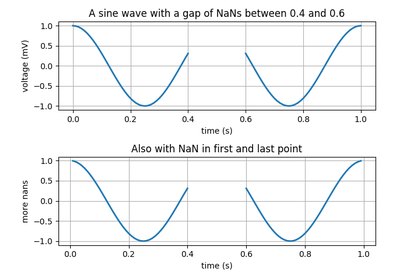 A sine wave with a gap of NaNs between 0.4 and 0.6
1.0
0.5
0.0
−0.5
−1.0
voltage (mV)
0.0 0.2 0.4 0.6 0.8 1.0
time (s)
Also with NaN in first and last point
1.0
0.5
0.0
−0.5
−1.0
more nans
0.0 0.2 0.4 0.6 0.8 1.0
time (s)